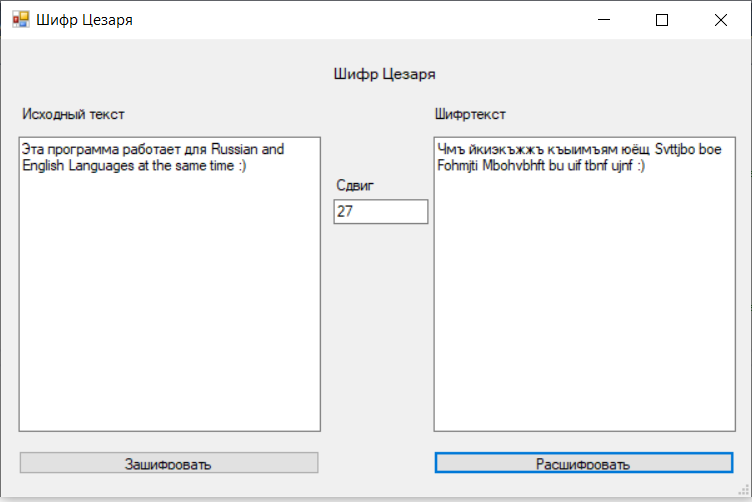 Шифр Цезаря
Шифр Цезаря
Исходный текст
Шифртекст
Эта программа работает для Russian and
English Languages at the same time :)
Чмъ йкиэкъжжъ къыимъям юёщ Svttjbo boe
Fohmjti Mbohvbhft bu uif tbnf ujnf :)
Сдвиг
27
Зашифровать
Расшифровать